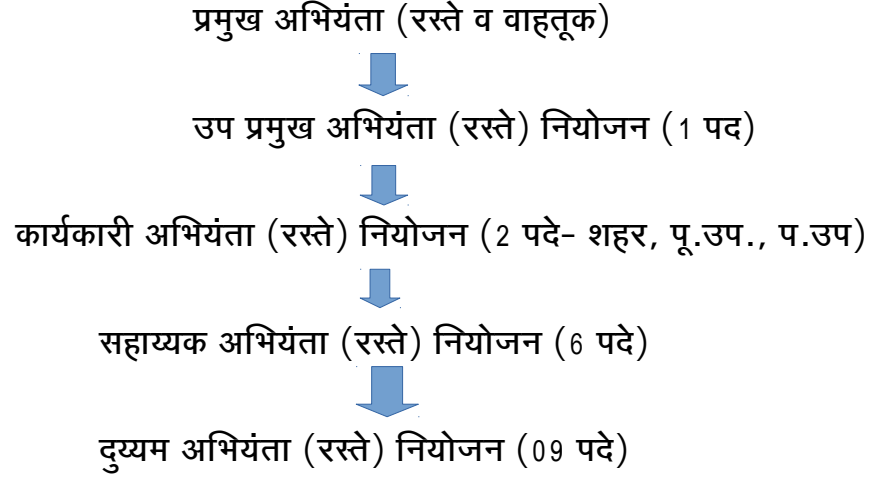 प्रमुख अभियंता (रस्ते व वाहतूक)
उप प्रमुख अभियंता (रस्ते) नियोजन (1 पद)
कार्यकारी अभियंता (रस्ते) नियोजन (2 पदे– शहर, पू.उप., प.उप)
सहाय्यक अभियंता (रस्ते) नियोजन (6 पदे)
दुय्यम अभियंता (रस्ते) नियोजन (09 पदे)